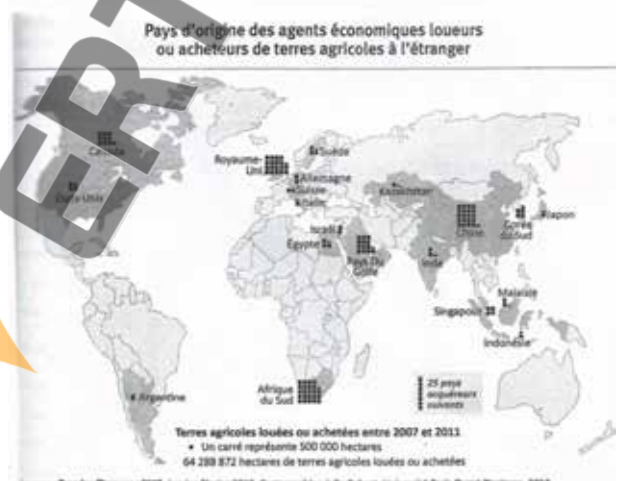 Pays d'origine des agents économiques loueurs
ou acheteurs de terres agricoles à l'étranger
ERT
Canada
États-Unis
Royaume-
Uni
Suède
Allemagne
Suisse
Italie
Kazakhstan
Israël
Égypte
Pays Du
Golfe
Chine
Corée
du Sud
Japon
Inde
Malaisie
Singapour
Indonésie
Argentine
Afrique
du Sud
25 pays
acquéreurs
suivants
Terres agricoles louées ou achetées entre 2007 et 2011
• Un carré représente 500 000 hectares
64 288 872 hectares de terres agricoles louées ou achetées